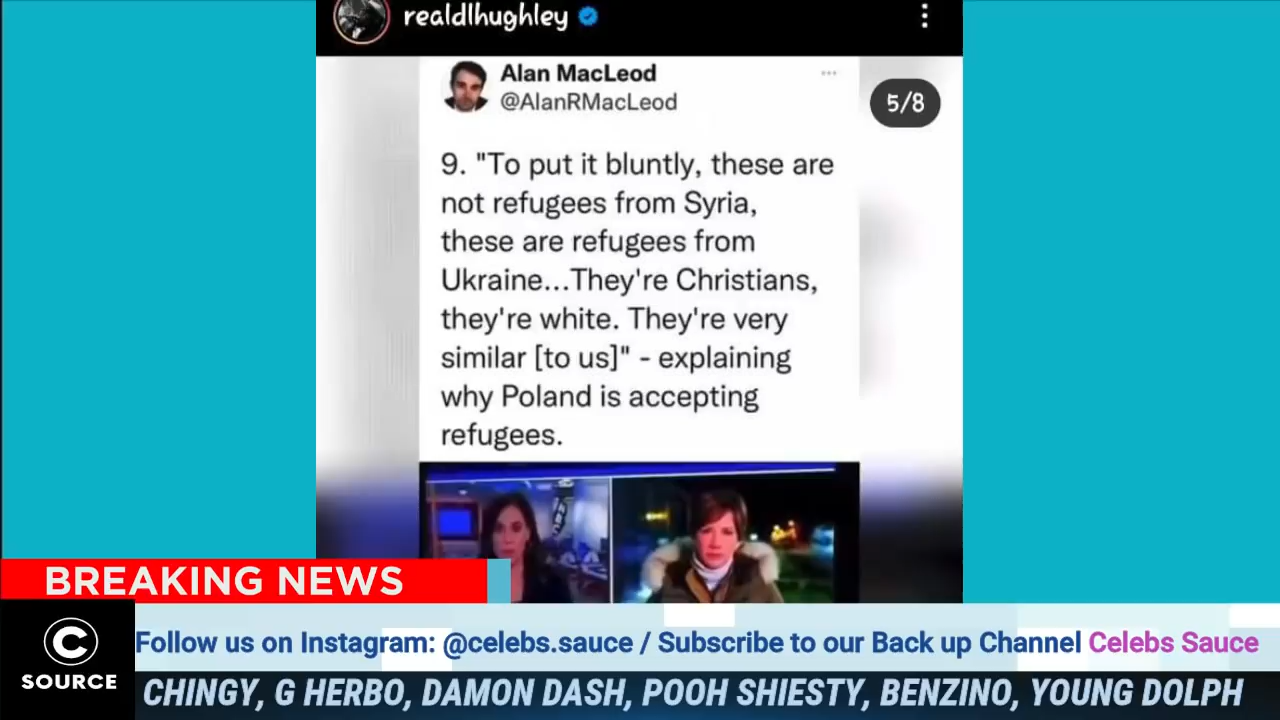 realdlhughley
Alan MacLeod
@AlanRMacLeod
5/8
9. "To put it bluntly, these are
not refugees from Syria,
these are refugees from
Ukraine...They're Christians,
they're white. They're very
similar [to us]" - explaining
why Poland is accepting
refugees.
BREAKING NEWS
C
SOURCE
Follow us on Instagram: @celebs.sauce / Subscribe to our Back up Channel Celebs Sauce
CHINGY, G HERBO, DAMON DASH, POOH SHIESTY, BENZINO, YOUNG DOLPH